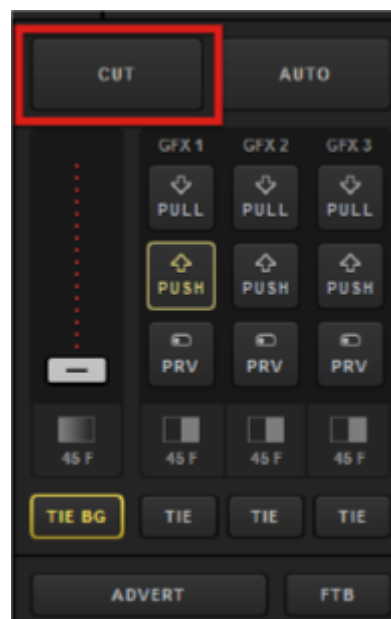 CUT AUTO
GFX 1 GFX 2 GFX 3
PULL PULL PULL
PUSH PUSH PUSH
PRV PRV PRV
45 F 45 F 45 F 45 F
TIE BG TIE TIE TIE
ADVERT FTB